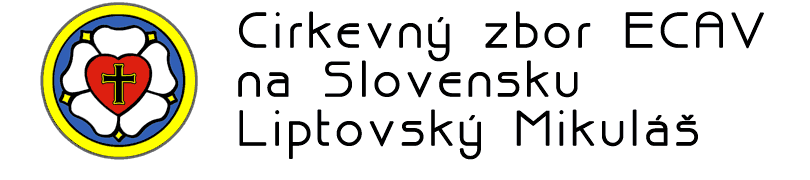 Cirkevný zbor ECAV
na Slovensku
Liptovský Mikuláš